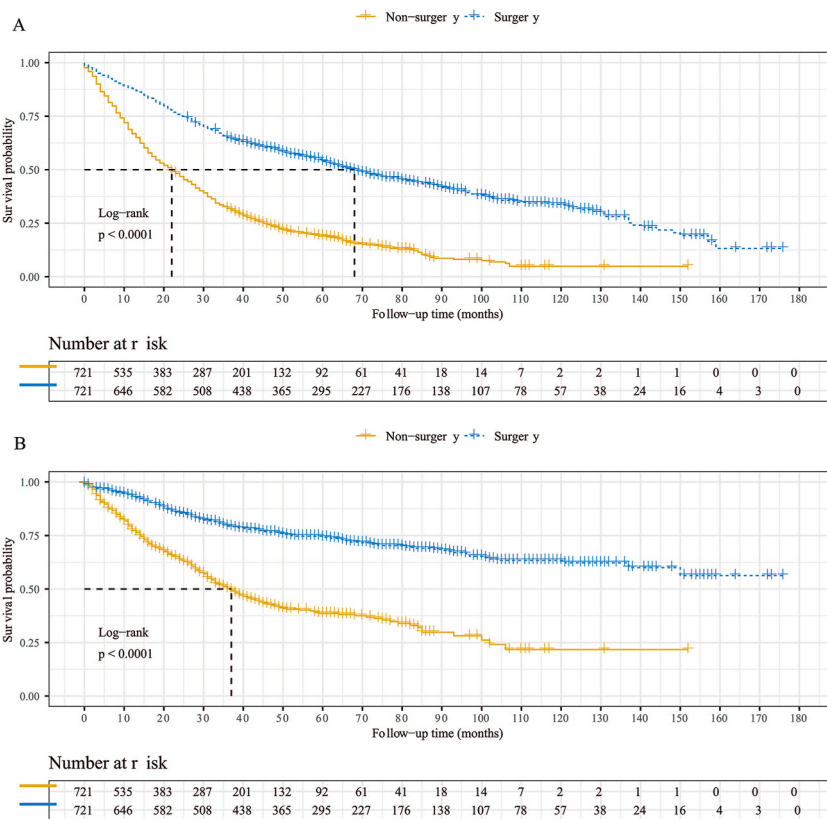 A
Non-surger y Surger y
1.00
0.75
0.50
0.25
0.00
Sur vival probability
Log-rank
p < 0.0001
0 10 20 30 40 50 60 70 80 90 100 110 120 130 140 150 160 170 180
Follow-up time (months)
Number at r isk
721 535 383 287 201 132 92 61 41 18 14 7 2 2 1 1 0 0 0
721 646 582 508 438 365 295 227 176 138 107 78 57 38 24 16 4 3 0
B
Non-surger y Surger y
1.00
0.75
0.50
0.25
0.00
Sur vival probability
Log-rank
p < 0.0001
0 10 20 30 40 50 60 70 80 90 100 110 120 130 140 150 160 170 180
Follow-up time (months)
Number at r isk
721 535 383 287 201 132 92 61 41 18 14 7 2 2 1 1 0 0 0
721 646 582 508 438 365 295 227 176 138 107 78 57 38 24 16 4 3 0